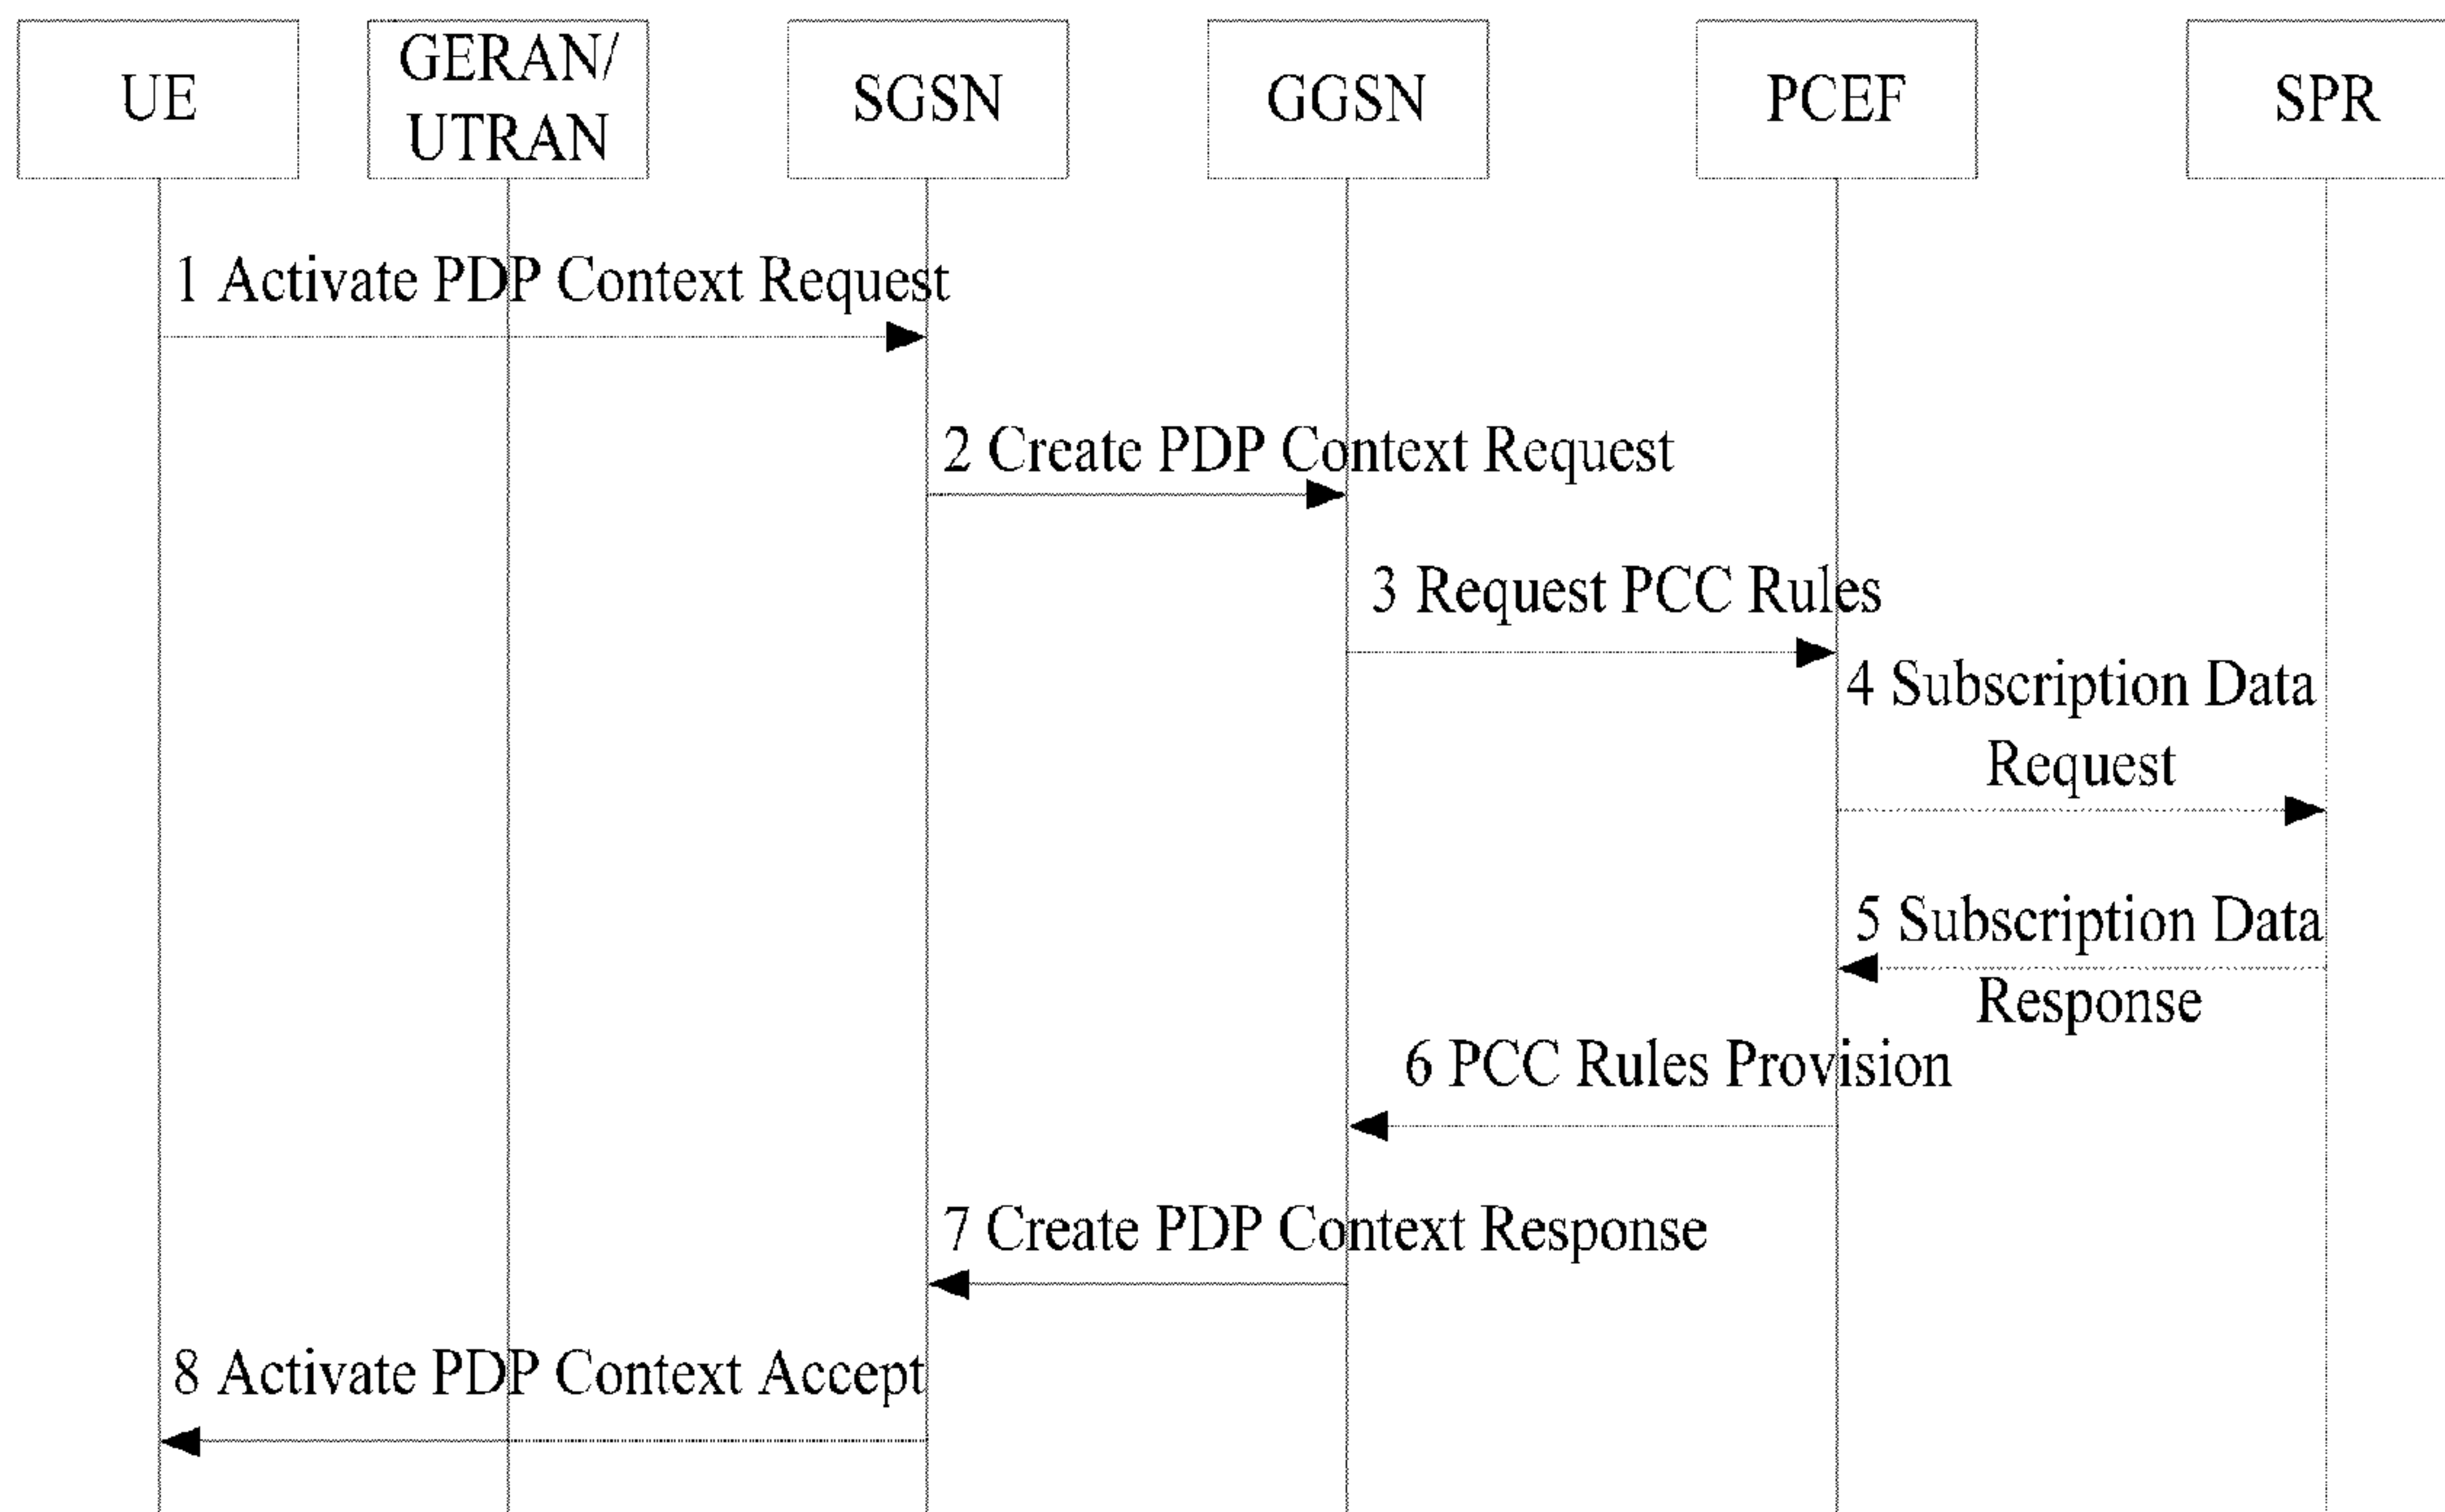 UE
GERAN/
UTRAN
SGSN
GGSN
PCEF
SPR
1 Activate PDP Context Request
2 Create PDP Context Request
3 Request PCC Rules
4 Subscription Data
Request
5 Subscription Data
Response
6 PCC Rules Provision
7 Create PDP Context Response
8 Activate PDP Context Accept